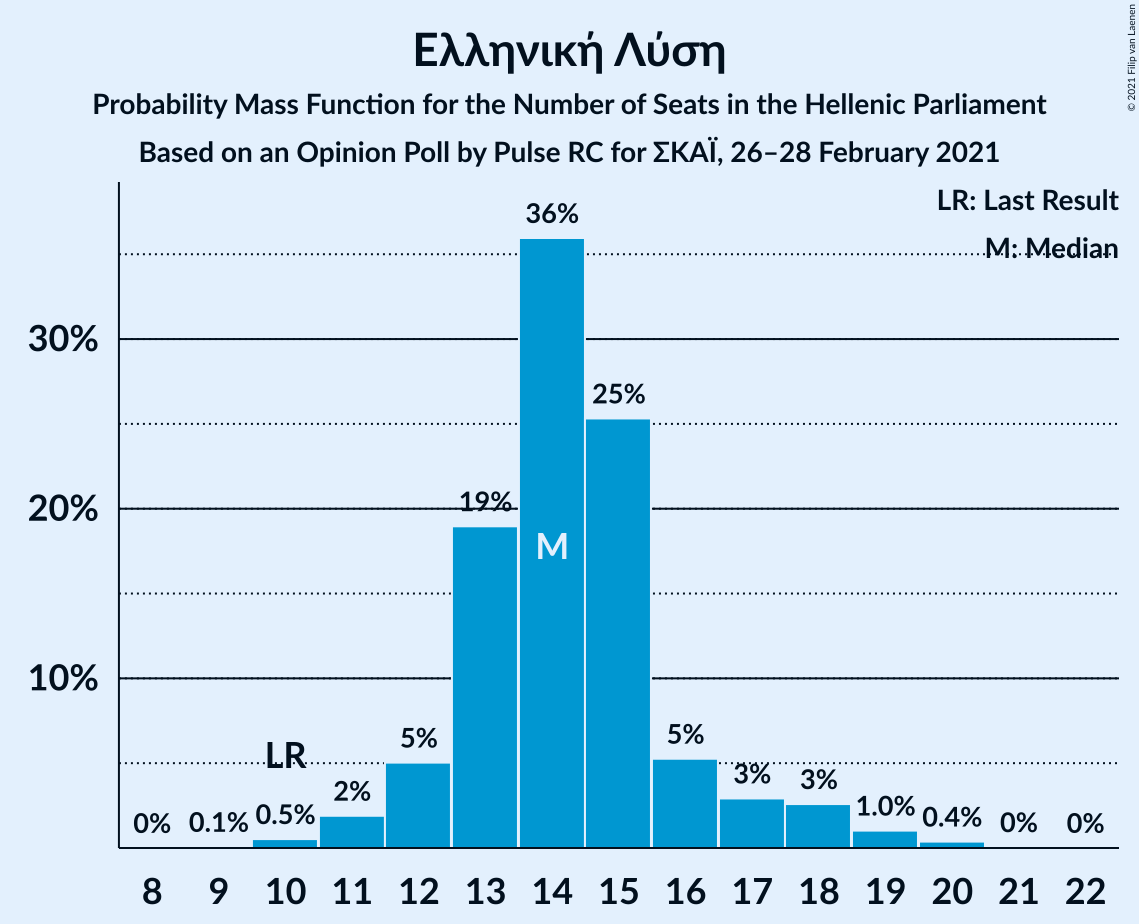 Ελληνική Λύση
Probability Mass Function for the Number of Seats in the Hellenic Parliament
Based on an Opinion Poll by Pulse RC for ΣΚΑΪ, 26–28 February 2021
© 2021 Filip van Laenen
LR: Last Result
M: Median
30%
20%
10%
0%
0.1%
0.5%
LR
2%
5%
19%
36%
M
25%
5%
3%
3%
1.0%
0.4%
0%
0%
8 9 10 11 12 13 14 15 16 17 18 19 20 21 22